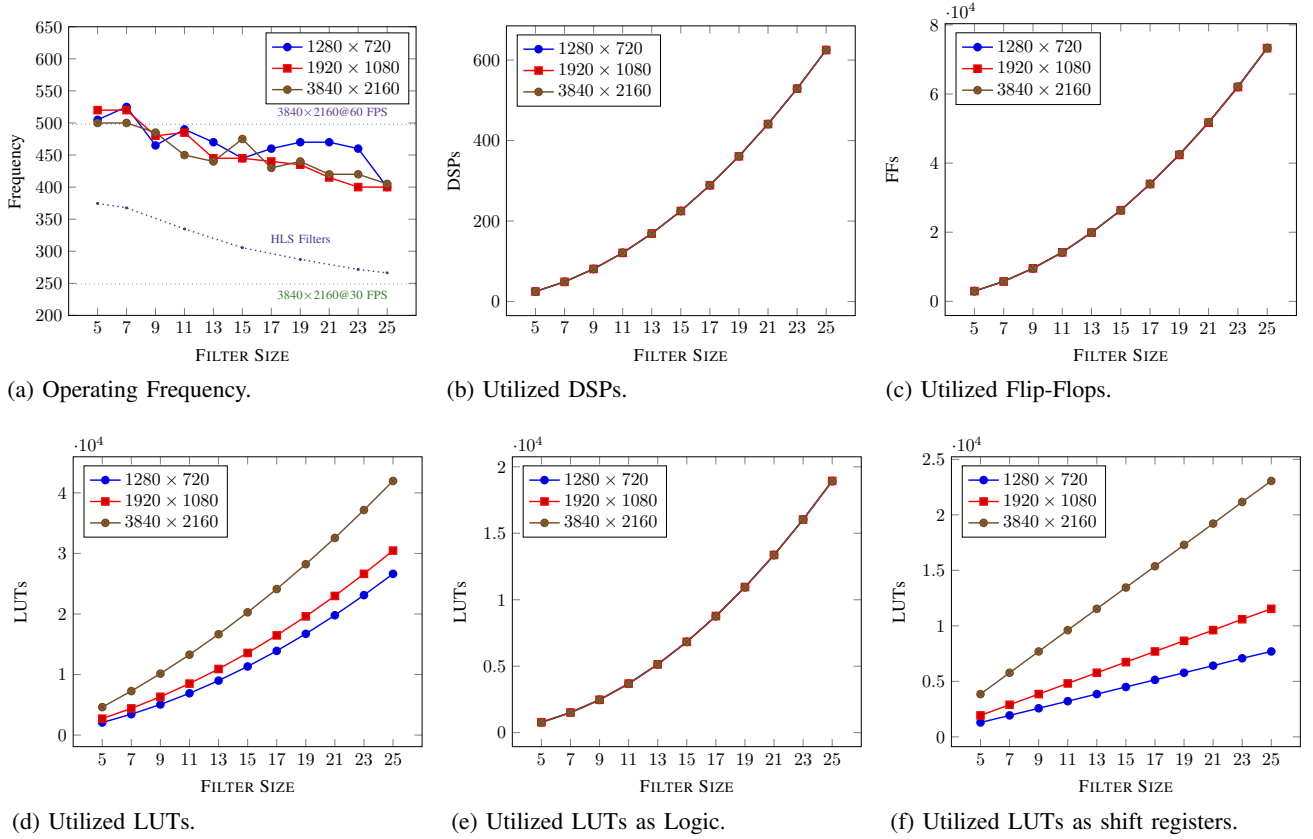 650
600
550
500
450
400
350
300
250
200
Frequency
1280 × 720
1920 × 1080
3840 × 2160
3840×2160@60 FPS
HLS Filters
3840×2160@30 FPS
5 7 9 11 13 15 17 19 21 23 25
FILTER SIZE
(a) Operating Frequency.
600
400
200
0
DSPs
1280 × 720
1920 × 1080
3840 × 2160
5 7 9 11 13 15 17 19 21 23 25
FILTER SIZE
(b) Utilized DSPs.
·10⁴
8
6
4
2
0
FFs
1280 × 720
1920 × 1080
3840 × 2160
5 7 9 11 13 15 17 19 21 23 25
FILTER SIZE
(c) Utilized Flip-Flops.
·10⁴
4
3
2
1
0
LUTs
1280 × 720
1920 × 1080
3840 × 2160
5 7 9 11 13 15 17 19 21 23 25
FILTER SIZE
(d) Utilized LUTs.
·10⁴
2
1.5
1
0.5
0
LUTs
1280 × 720
1920 × 1080
3840 × 2160
5 7 9 11 13 15 17 19 21 23 25
FILTER SIZE
(e) Utilized LUTs as Logic.
·10⁴
2.5
2
1.5
1
0.5
0
LUTs
1280 × 720
1920 × 1080
3840 × 2160
5 7 9 11 13 15 17 19 21 23 25
FILTER SIZE
(f) Utilized LUTs as shift registers.